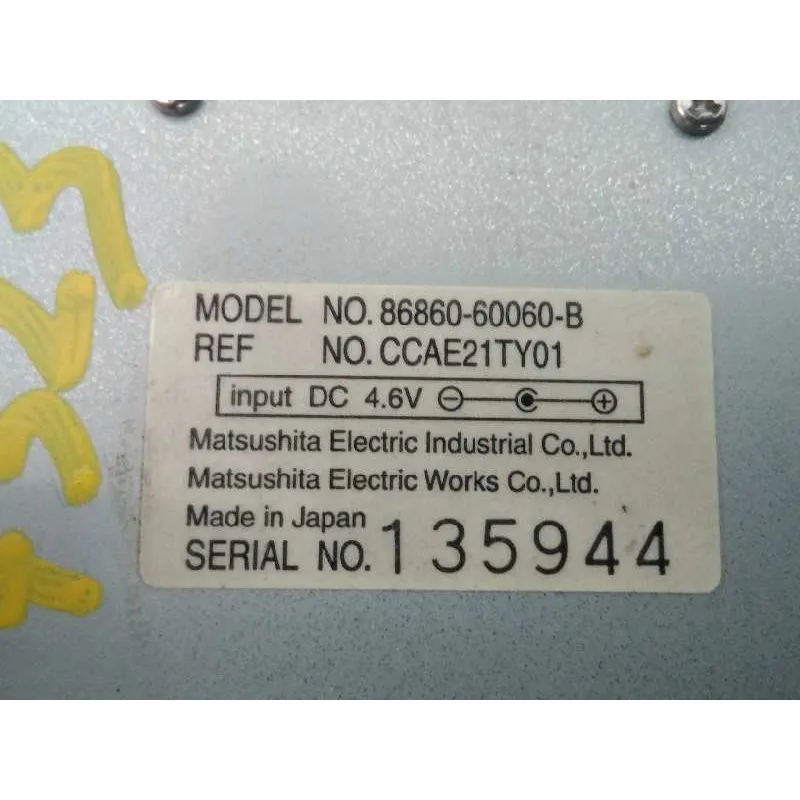 MODEL NO. 86860-60060-B
REF NO. CCAE21TY01
input DC 4.6V ⊖ ⊕
Matsushita Electric Industrial Co.,Ltd.
Matsushita Electric Works Co.,Ltd.
Made in Japan
SERIAL NO. 135944